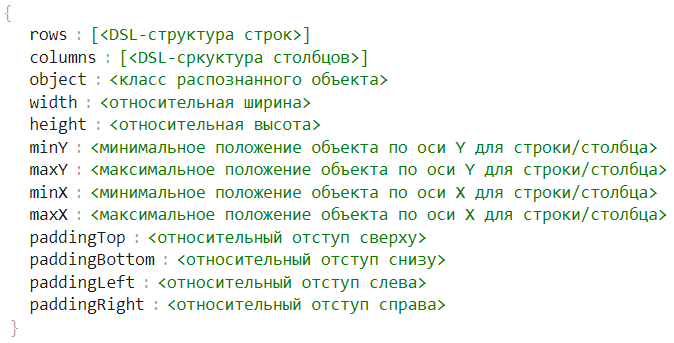 {
rows : [<DSL-структура строк>]
columns : [<DSL-сркуктура столбцов>]
object : <класс распознанного объекта>
width : <относительная ширина>
height : <относительная высота>
minY : <минимальное положение объекта по оси Y для строки/столбца>
maxY : <максимальное положение объекта по оси Y для строки/столбца>
minX : <минимальное положение объекта по оси X для строки/столбца>
maxX : <максимальное положение объекта по оси X для строки/столбца>
paddingTop : <относительный отступ сверху>
paddingBottom : <относительный отступ снизу>
paddingLeft : <относительный отступ слева>
paddingRight : <относительный отступ справа>
}